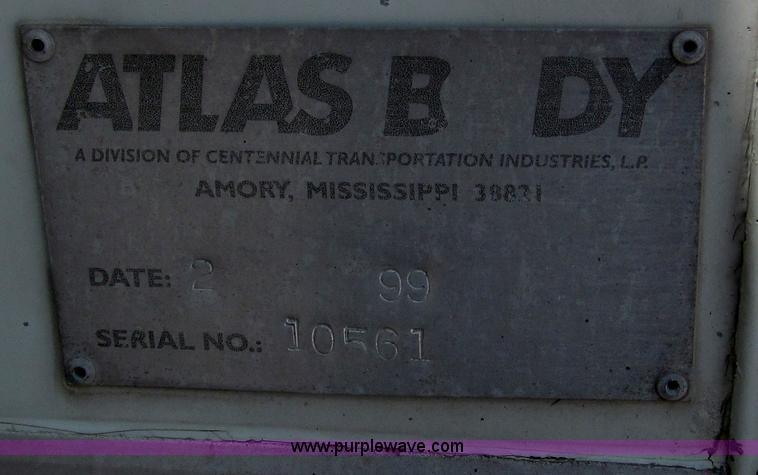 ATLAS B DY
A DIVISION OF CENTENNIAL TRANSPORTATION INDUSTRIES, L.P.
AMORY, MISSISSIPPI 38821
DATE: 2 99
SERIAL NO.: 10561
www.purplewave.com